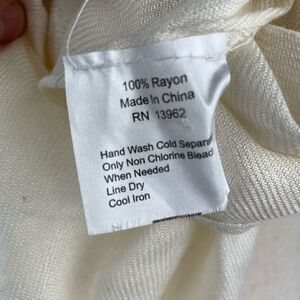 100% Rayon
Made In China
RN 13962
Hand Wash Cold Separa
Only Non Chlorine Bleac
When Needed
Line Dry
Cool Iron